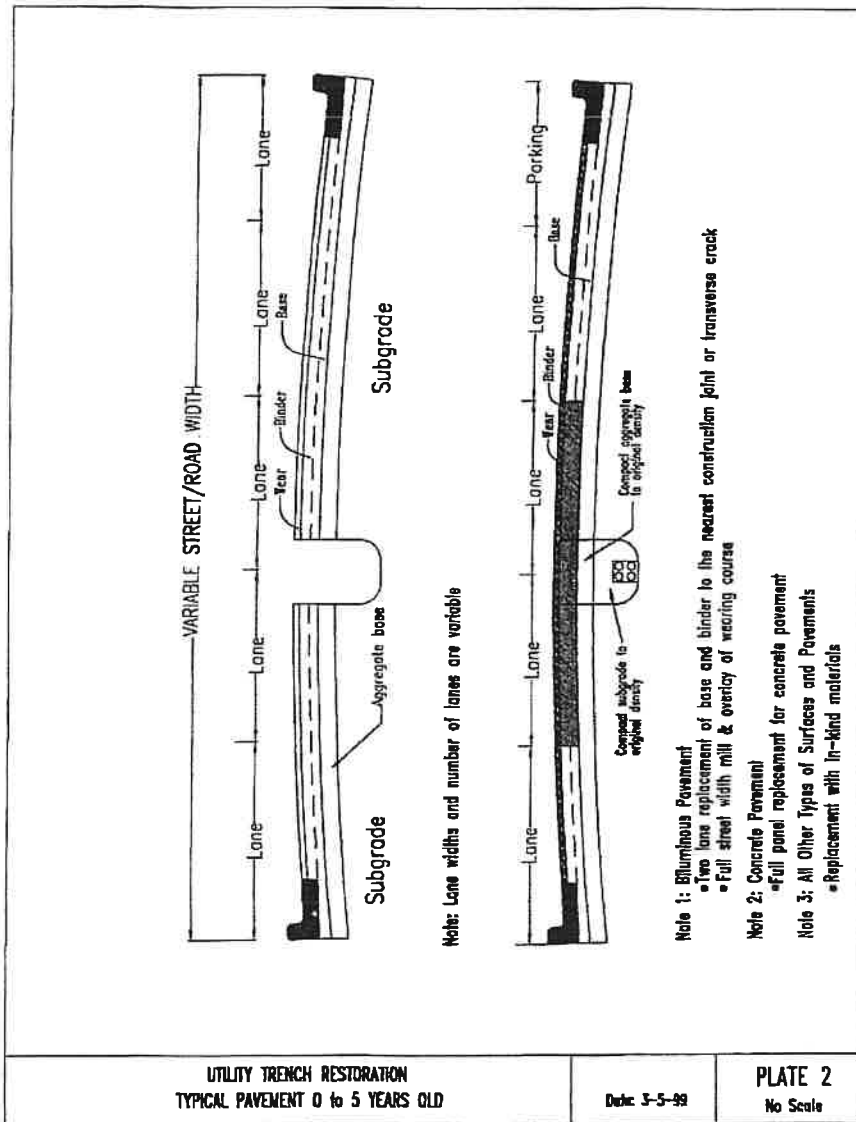 VARIABLE STREET/ROAD WIDTH
Lane
Lane
Lane
Lane
Lane
Wear
Binder
Base
Subgrade
Aggregate base
Subgrade
Note: Lane widths and number of lanes are variable
Lane
Lane
Lane
Lane
Parking
Wear
Binder
Base
Compact subgrade to
original density
Compact aggregate base
to original density
Note 1: Bituminous Pavement
•Two lane replacement of base and binder to the nearest construction joint or transverse crack
•Full street width mill & overlay of wearing course
Note 2: Concrete Pavement
•Full panel replacement for concrete pavement
Note 3: All Other Types of Surfaces and Pavements
•Replacement with in-kind materials
UTILITY TRENCH RESTORATION
TYPICAL PAVEMENT 0 to 5 YEARS OLD
Date: 3-5-99
PLATE 2
No Scale